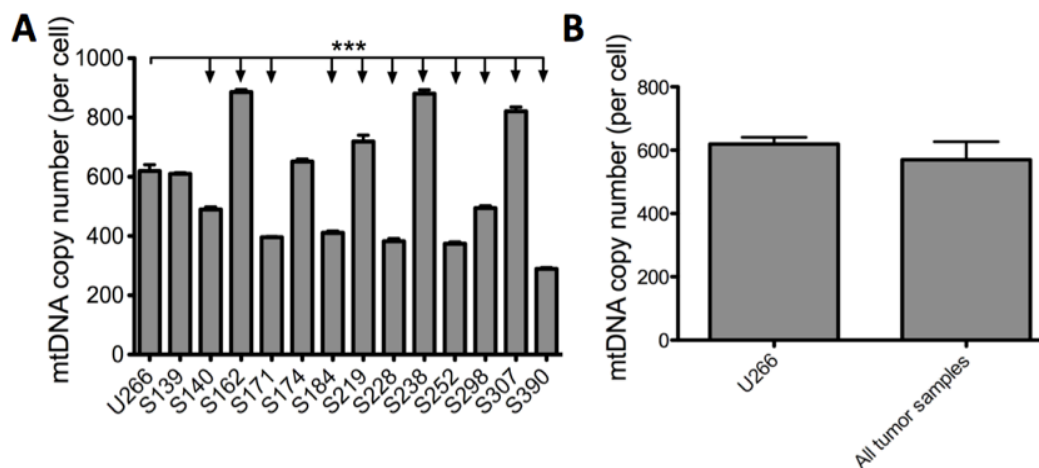 A
mtDNA copy number (per cell)
1000
800
600
400
200
0
***
U266
S139
S140
S162
S171
S174
S184
S219
S228
S238
S252
S298
S307
S390
B
mtDNA copy number (per cell)
800
600
400
200
0
U266
All tumor samples